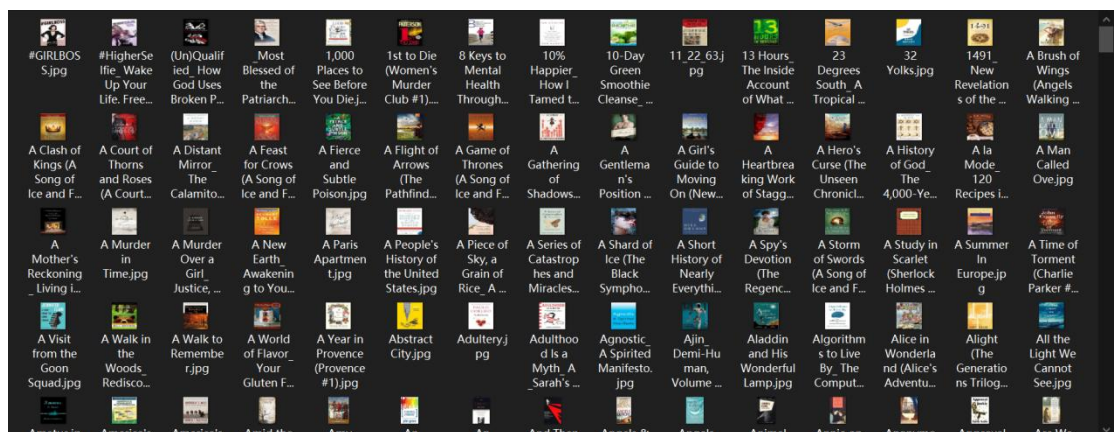 #GIRLBOS
S.jpg
#HigherSe
lfie_ Wake
Up Your
Life. Free...
(Un)Qualif
ied_ How
God Uses
Broken P...
_Most
Blessed of
the
Patriarch...
1,000
Places to
See Before
You Die.j...
1st to Die
(Women's
Murder
Club #1)....
8 Keys to
Mental
Health
Through...
10%
Happier_
How I
Tamed t...
10-Day
Green
Smoothie
Cleanse_ ...
11_22_63.j
pg
13 Hours_
The Inside
Account
of What ...
23
Degrees
South_ A
Tropical ...
32
Yolks.jpg
1491_
New
Revelation
s of the ...
A Brush of
Wings
(Angels
Walking ...
A Clash of
Kings (A
Song of
Ice and F...
A Court of
Thorns
and Roses
(A Court...
A Distant
Mirror_
The
Calamito...
A Feast
for Crows
(A Song of
Ice and F...
A Fierce
and
Subtle
Poison.jpg
A Flight of
Arrows
(The
Pathfind...
A Game of
Thrones
(A Song of
Ice and F...
A
Gathering
of
Shadows...
A
Gentlema
n's
Position ...
A Girl's
Guide to
Moving
On (New...
A
Heartbrea
king Work
of Stagg...
A Hero's
Curse (The
Unseen
Chronicl...
A History
of God_
The
4,000-Ye...
A la
Mode_
120
Recipes i...
A Man
Called
Ove.jpg
A
Mother's
Reckoning
_ Living i...
A Murder
in
Time.jpg
A Murder
Over a
Girl_
Justice, ...
A New
Earth_
Awakenin
g to You...
A Paris
Apartmen
t.jpg
A People's
History of
the United
States.jpg
A Piece of
Sky, a
Grain of
Rice_ A ...
A Series of
Catastrop
hes and
Miracles...
A Shard of
Ice (The
Black
Sympho...
A Short
History of
Nearly
Everythi...
A Spy's
Devotion
(The
Regenc...
A Storm
of Swords
(A Song of
Ice and F...
A Study in
Scarlet
(Sherlock
Holmes ...
A Summer
In
Europe.jp
g
A Time of
Torment
(Charlie
Parker #...
A Visit
from the
Goon
Squad.jpg
A Walk in
the
Woods_
Redisco...
A Walk to
Remembe
r.jpg
A World
of Flavor_
Your
Gluten F...
A Year in
Provence
(Provence
#1).jpg
Abstract
City.jpg
Adultery.j
pg
Adulthoo
d Is a
Myth_ A
_Sarah's ...
Agnostic_
A Spirited
Manifesto.
jpg
Ajin_
Demi-Hu
man,
Volume ...
Aladdin
and His
Wonderful
Lamp.jpg
Algorithm
s to Live
By_ The
Comput...
Alice in
Wonderla
nd (Alice's
Adventu...
Alight
(The
Generatio
ns Trilog...
All the
Light We
Cannot
See.jpg